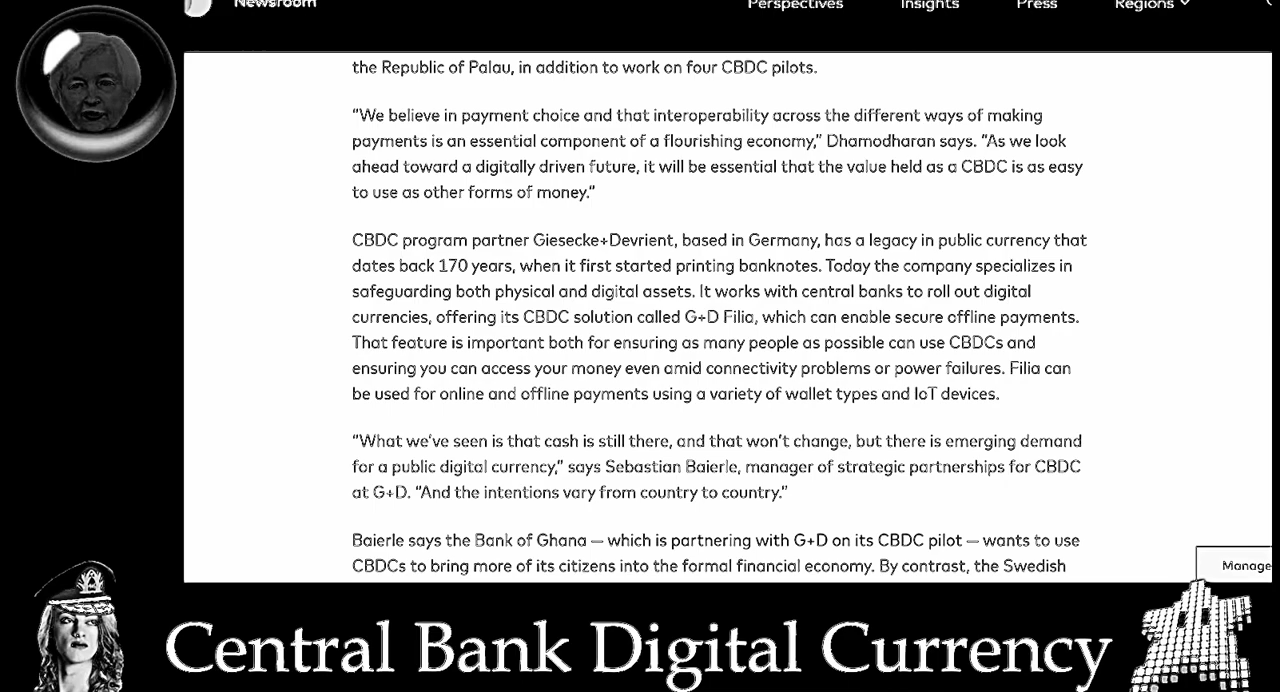 Newsroom
Perspectives Insights Press Regions
the Republic of Palau, in addition to work on four CBDC pilots.
“We believe in payment choice and that interoperability across the different ways of making
payments is an essential component of a flourishing economy,” Dhamodharan says. “As we look
ahead toward a digitally driven future, it will be essential that the value held as a CBDC is as easy
to use as other forms of money.”
CBDC program partner Giesecke+Devrient, based in Germany, has a legacy in public currency that
dates back 170 years, when it first started printing banknotes. Today the company specializes in
safeguarding both physical and digital assets. It works with central banks to roll out digital
currencies, offering its CBDC solution called G+D Filia, which can enable secure offline payments.
That feature is important both for ensuring as many people as possible can use CBDCs and
ensuring you can access your money even amid connectivity problems or power failures. Filia can
be used for online and offline payments using a variety of wallet types and IoT devices.
“What we’ve seen is that cash is still there, and that won’t change, but there is emerging demand
for a public digital currency,” says Sebastian Baierle, manager of strategic partnerships for CBDC
at G+D. “And the intentions vary from country to country.”
Baierle says the Bank of Ghana — which is partnering with G+D on its CBDC pilot — wants to use
CBDCs to bring more of its citizens into the formal financial economy. By contrast, the Swedish
Manage
Central Bank Digital Currency